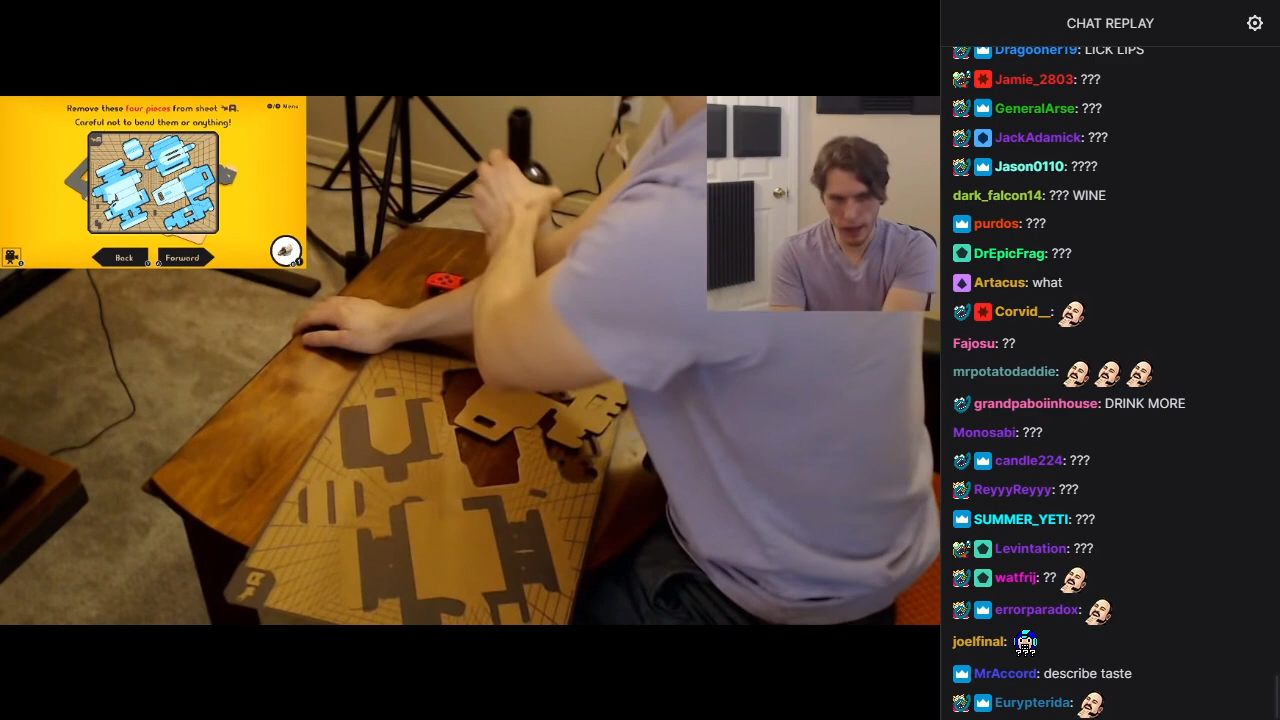 Remove these four pieces from sheet
Careful not to bend them or anything!
Menu
Back
Forward
CHAT REPLAY
Dragooner19: LICK LIPS
Jamie_2803: ???
GeneralArse: ???
JackAdamick: ???
Jason0110: ????
dark_falcon14: ??? WINE
purdos: ???
DrEpicFrag: ???
Artacus: what
Corvid__:
Fajosu: ??
mrpotatodaddie:
grandpaboiinhouse: DRINK MORE
Monosabi: ???
candle224: ???
ReyyyReyyy: ???
SUMMER_YETI: ???
Levintation: ???
watfrij: ??
errorparadox:
joelfinal:
MrAccord: describe taste
Eurypterida: